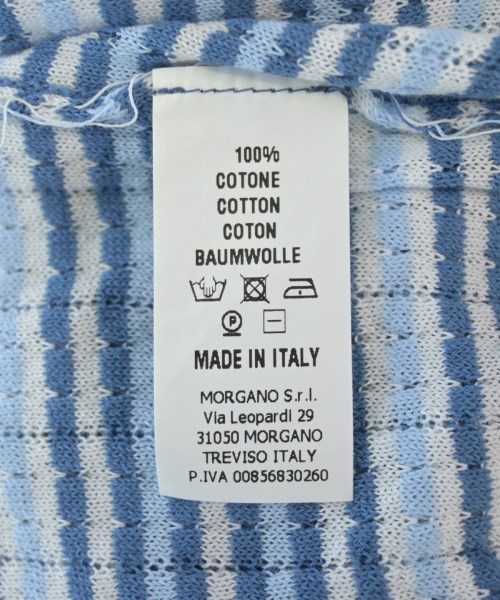 100%
COTONE
COTTON
COTON
BAUMWOLLE
P
MADE IN ITALY
MORGANO S.r.l.
Via Leopardi 29
31050 MORGANO
TREVISO ITALY
P.IVA 00856830260